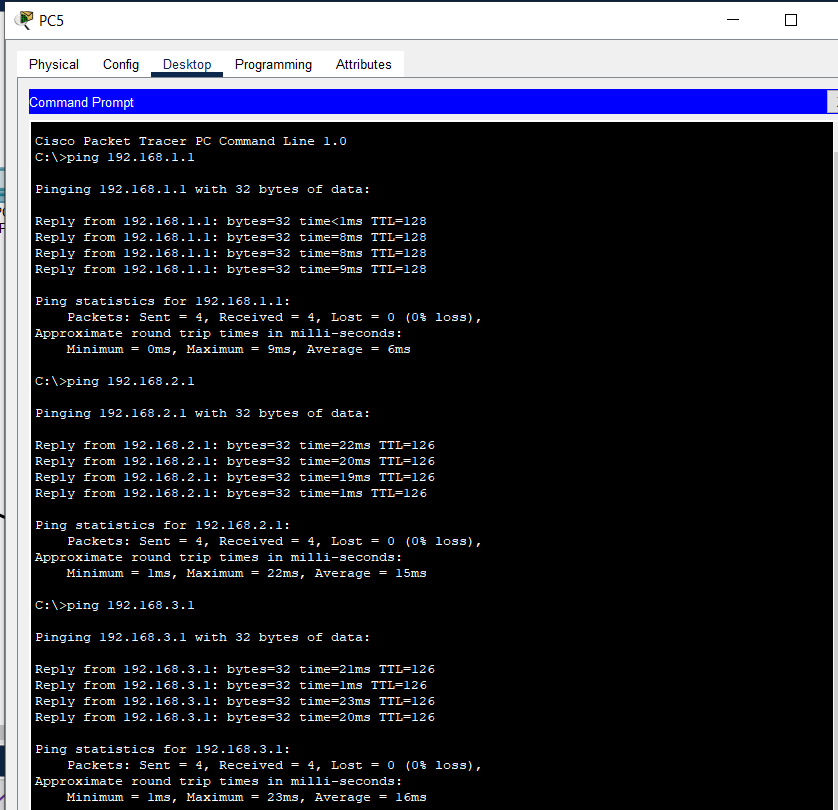 PC5
Physical Config Desktop Programming Attributes
Command Prompt
Cisco Packet Tracer PC Command Line 1.0
C:\>ping 192.168.1.1
Pinging 192.168.1.1 with 32 bytes of data:
Reply from 192.168.1.1: bytes=32 time<1ms TTL=128
Reply from 192.168.1.1: bytes=32 time=8ms TTL=128
Reply from 192.168.1.1: bytes=32 time=8ms TTL=128
Reply from 192.168.1.1: bytes=32 time=9ms TTL=128
Ping statistics for 192.168.1.1:
Packets: Sent = 4, Received = 4, Lost = 0 (0% loss),
Approximate round trip times in milli-seconds:
Minimum = 0ms, Maximum = 9ms, Average = 6ms
C:\>ping 192.168.2.1
Pinging 192.168.2.1 with 32 bytes of data:
Reply from 192.168.2.1: bytes=32 time=22ms TTL=126
Reply from 192.168.2.1: bytes=32 time=20ms TTL=126
Reply from 192.168.2.1: bytes=32 time=19ms TTL=126
Reply from 192.168.2.1: bytes=32 time=1ms TTL=126
Ping statistics for 192.168.2.1:
Packets: Sent = 4, Received = 4, Lost = 0 (0% loss),
Approximate round trip times in milli-seconds:
Minimum = 1ms, Maximum = 22ms, Average = 15ms
C:\>ping 192.168.3.1
Pinging 192.168.3.1 with 32 bytes of data:
Reply from 192.168.3.1: bytes=32 time=21ms TTL=126
Reply from 192.168.3.1: bytes=32 time=1ms TTL=126
Reply from 192.168.3.1: bytes=32 time=23ms TTL=126
Reply from 192.168.3.1: bytes=32 time=20ms TTL=126
Ping statistics for 192.168.3.1:
Packets: Sent = 4, Received = 4, Lost = 0 (0% loss),
Approximate round trip times in milli-seconds:
Minimum = 1ms, Maximum = 23ms, Average = 16ms